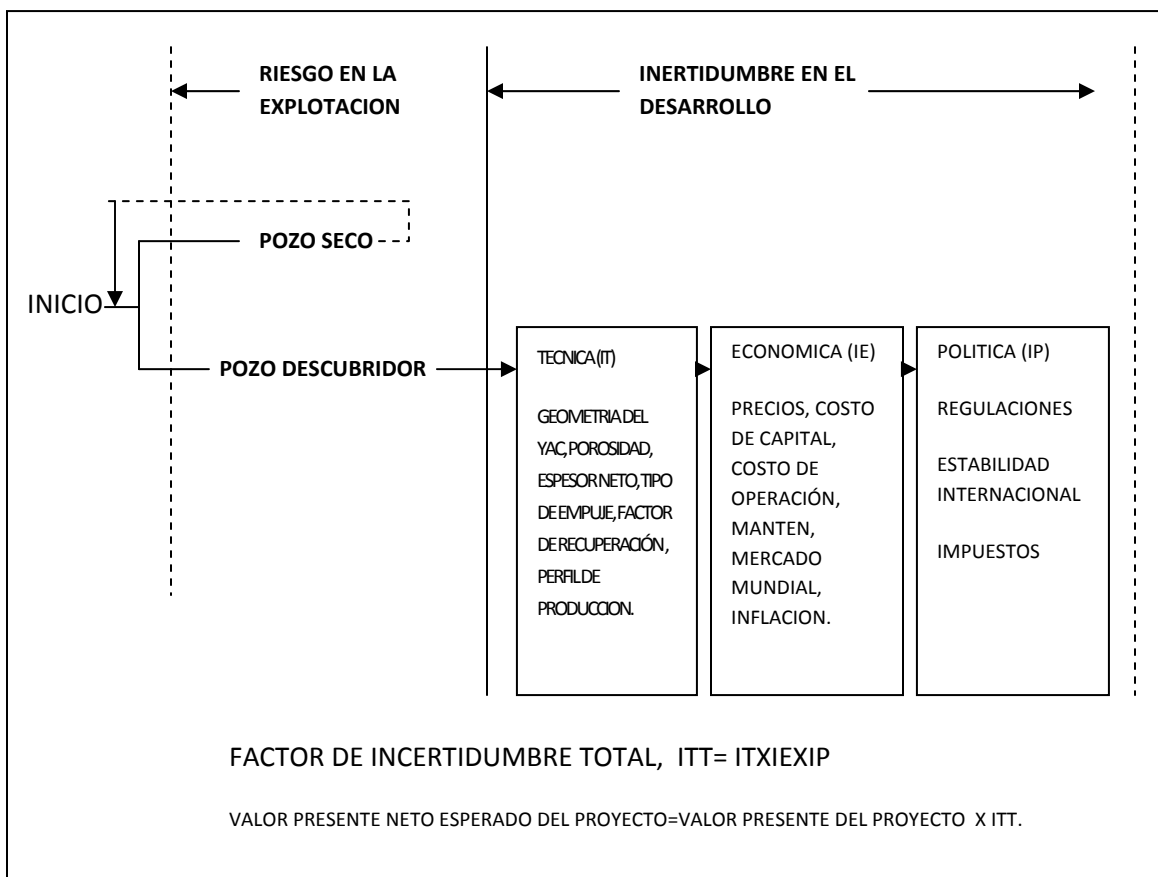 RIESGO EN LA
EXPLOTACION
INERTIDUMBRE EN EL
DESARROLLO
POZO SECO
INICIO
POZO DESCUBRIDOR
TECNICA (IT)
GEOMETRIA DEL
YAC, POROSIDAD,
ESPESOR NETO, TIPO
DE EMPUJE, FACTOR
DE RECUPERACIÓN,
PERFIL DE
PRODUCCION.
ECONOMICA (IE)
PRECIOS, COSTO
DE CAPITAL,
COSTO DE
OPERACIÓN,
MANTEN,
MERCADO
MUNDIAL,
INFLACION.
POLITICA (IP)
REGULACIONES
ESTABILIDAD
INTERNACIONAL
IMPUESTOS
FACTOR DE INCERTIDUMBRE TOTAL, ITT= ITXIEXIP
VALOR PRESENTE NETO ESPERADO DEL PROYECTO=VALOR PRESENTE DEL PROYECTO X ITT.